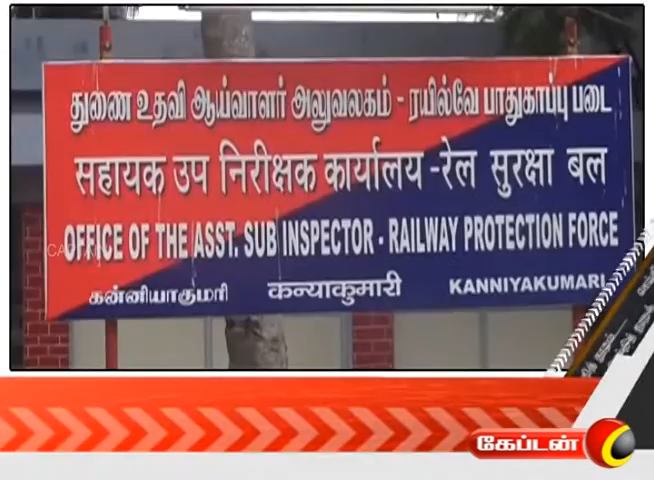 துணை உதவி ஆய்வாளர் அலுவலகம் - ரயில்வே பாதுகாப்பு படை
सहायक उप निरीक्षक कार्यालय - रेल सुरक्षा बल
OFFICE OF THE ASST. SUB INSPECTOR - RAILWAY PROTECTION FORCE
கன்னியாகுமரி कन्याकुमारी KANNIYAKUMARI
கேப்டன்